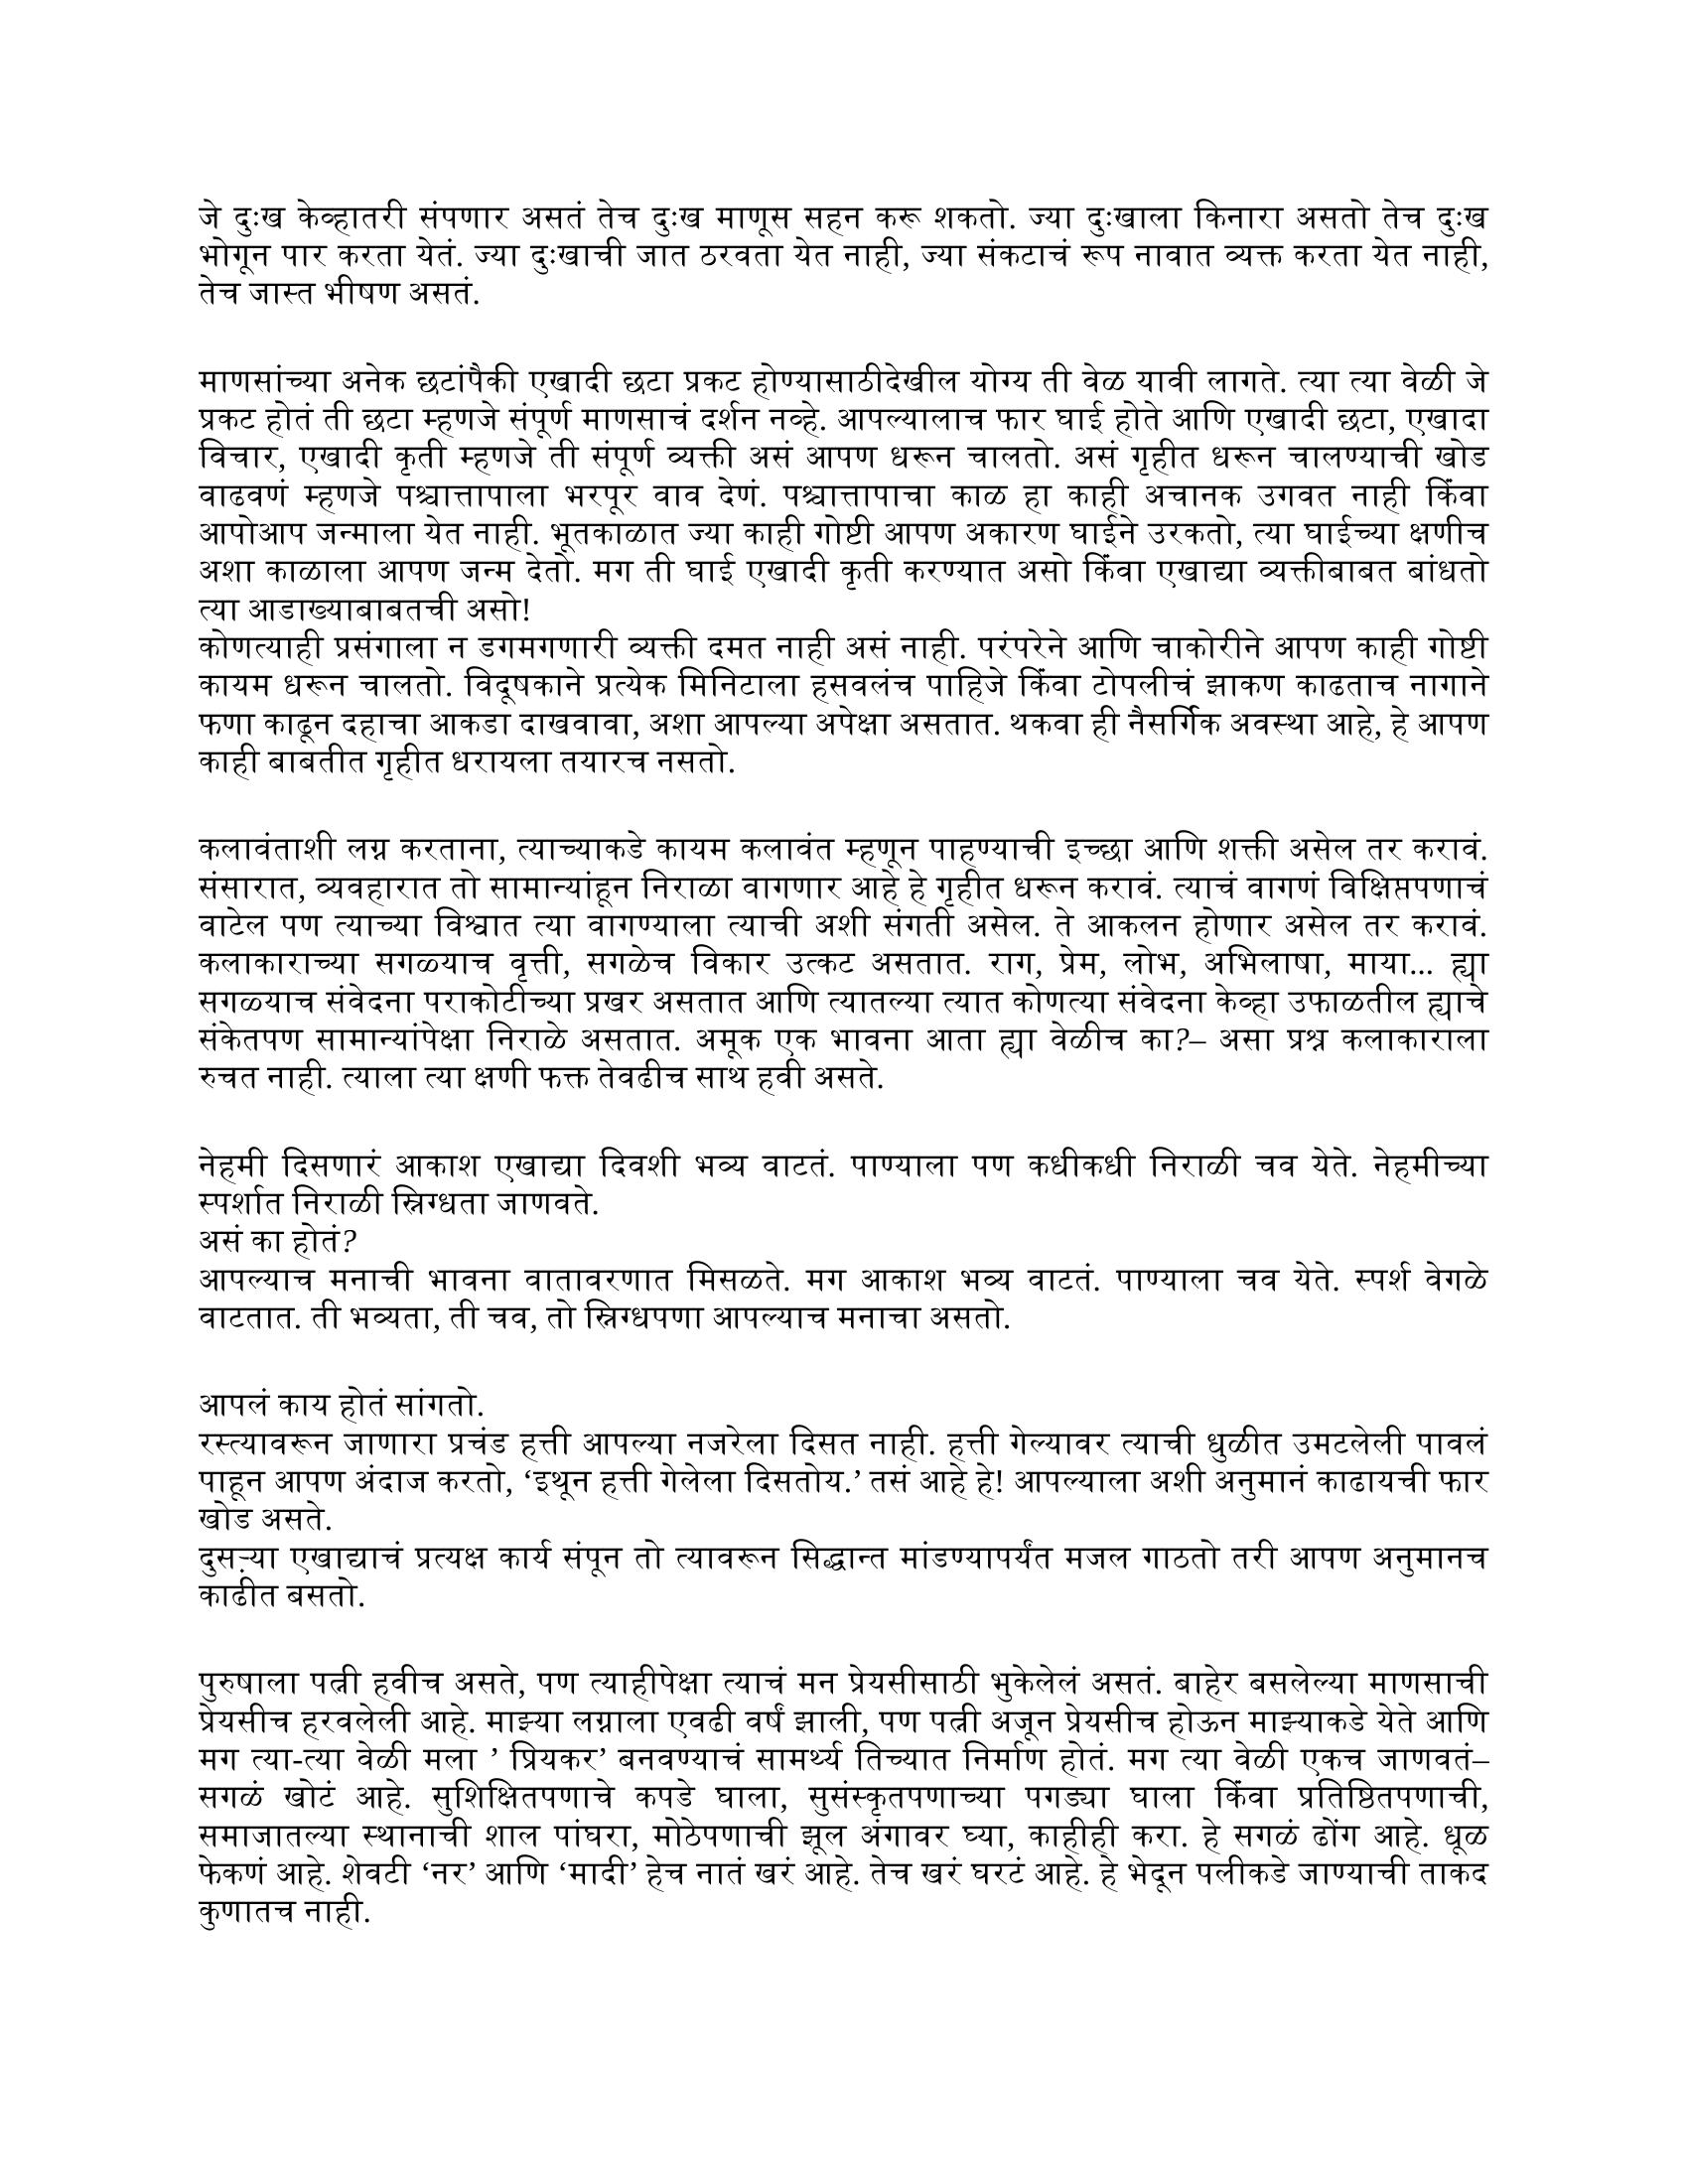 जे दुःख केव्हातरी संपणार असतं तेच दुःख माणूस सहन करू शकतो. ज्या दुःखाला किनारा असतो तेच दुःख
भोगून पार करता येतं. ज्या दुःखाची जात ठरवता येत नाही, ज्या संकटाचं रूप नावात व्यक्त करता येत नाही,
तेच जास्त भीषण असतं.
माणसांच्या अनेक छटांपैकी एखादी छटा प्रकट होण्यासाठीदेखील योग्य ती वेळ यावी लागते. त्या त्या वेळी जे
प्रकट होतं ती छटा म्हणजे संपूर्ण माणसाचं दर्शन नव्हे. आपल्यालाच फार घाई होते आणि एखादी छटा, एखादा
विचार, एखादी कृती म्हणजे ती संपूर्ण व्यक्ती असं आपण धरून चालतो. असं गृहीत धरून चालण्याची खोड
वाढवणं म्हणजे पश्चात्तापाला भरपूर वाव देणं. पश्चात्तापाचा काळ हा काही अचानक उगवत नाही किंवा
आपोआप जन्माला येत नाही. भूतकाळात ज्या काही गोष्टी आपण अकारण घाईने उरकतो, त्या घाईच्या क्षणीच
अशा काळाला आपण जन्म देतो. मग ती घाई एखादी कृती करण्यात असो किंवा एखाद्या व्यक्तीबाबत बांधतो
त्या आडाख्याबाबतची असो!
कोणत्याही प्रसंगाला न डगमगणारी व्यक्ती दमत नाही असं नाही. परंपरेने आणि चाकोरीने आपण काही गोष्टी
कायम धरून चालतो. विदूषकाने प्रत्येक मिनिटाला हसवलंच पाहिजे किंवा टोपलीचं झाकण काढताच नागाने
फणा काढून दहाचा आकडा दाखवावा, अशा आपल्या अपेक्षा असतात. थकवा ही नैसर्गिक अवस्था आहे, हे आपण
काही बाबतीत गृहीत धरायला तयारच नसतो.
कलावंताशी लग्न करताना, त्याच्याकडे कायम कलावंत म्हणून पाहण्याची इच्छा आणि शक्ती असेल तर करावं.
संसारात, व्यवहारात तो सामान्यांहून निराळा वागणार आहे हे गृहीत धरून करावं. त्याचं वागणं विक्षिप्तपणाचं
वाटेल पण त्याच्या विश्वात त्या वागण्याला त्याची अशी संगती असेल. ते आकलन होणार असेल तर करावं.
कलाकाराच्या सगळ्याच वृत्ती, सगळेच विकार उत्कट असतात. राग, प्रेम, लोभ, अभिलाषा, माया... ह्या
सगळ्याच संवेदना पराकोटीच्या प्रखर असतात आणि त्यातल्या त्यात कोणत्या संवेदना केव्हा उफाळतील ह्याचे
संकेतपण सामान्यांपेक्षा निराळे असतात. अमूक एक भावना आता ह्या वेळीच का?– असा प्रश्न कलाकाराला
रुचत नाही. त्याला त्या क्षणी फक्त तेवढीच साथ हवी असते.
नेहमी दिसणारं आकाश एखाद्या दिवशी भव्य वाटतं. पाण्याला पण कधीकधी निराळी चव येते. नेहमीच्या
स्पर्शात निराळी स्निग्धता जाणवते.
असं का होतं?
आपल्याच मनाची भावना वातावरणात मिसळते. मग आकाश भव्य वाटतं. पाण्याला चव येते. स्पर्श वेगळे
वाटतात. ती भव्यता, ती चव, तो स्निग्धपणा आपल्याच मनाचा असतो.
आपलं काय होतं सांगतो.
रस्त्यावरून जाणारा प्रचंड हत्ती आपल्या नजरेला दिसत नाही. हत्ती गेल्यावर त्याची धुळीत उमटलेली पावलं
पाहून आपण अंदाज करतो, ‘इथून हत्ती गेलेला दिसतोय.’ तसं आहे हे! आपल्याला अशी अनुमानं काढायची फार
खोड असते.
दुसऱ्या एखाद्याचं प्रत्यक्ष कार्य संपून तो त्यावरून सिद्धान्त मांडण्यापर्यंत मजल गाठतो तरी आपण अनुमानच
काढीत बसतो.
पुरुषाला पत्नी हवीच असते, पण त्याहीपेक्षा त्याचं मन प्रेयसीसाठी भुकेलेलं असतं. बाहेर बसलेल्या माणसाची
प्रेयसीच हरवलेली आहे. माझ्या लग्नाला एवढी वर्षं झाली, पण पत्नी अजून प्रेयसीच होऊन माझ्याकडे येते आणि
मग त्या-त्या वेळी मला ’ प्रियकर’ बनवण्याचं सामर्थ्य तिच्यात निर्माण होतं. मग त्या वेळी एकच जाणवतं–
सगळं खोटं आहे. सुशिक्षितपणाचे कपडे घाला, सुसंस्कृतपणाच्या पगड्या घाला किंवा प्रतिष्ठितपणाची,
समाजातल्या स्थानाची शाल पांघरा, मोठेपणाची झूल अंगावर घ्या, काहीही करा. हे सगळं ढोंग आहे. धूळ
फेकणं आहे. शेवटी ‘नर’ आणि ‘मादी’ हेच नातं खरं आहे. तेच खरं घरटं आहे. हे भेदून पलीकडे जाण्याची ताकद
कुणातच नाही.